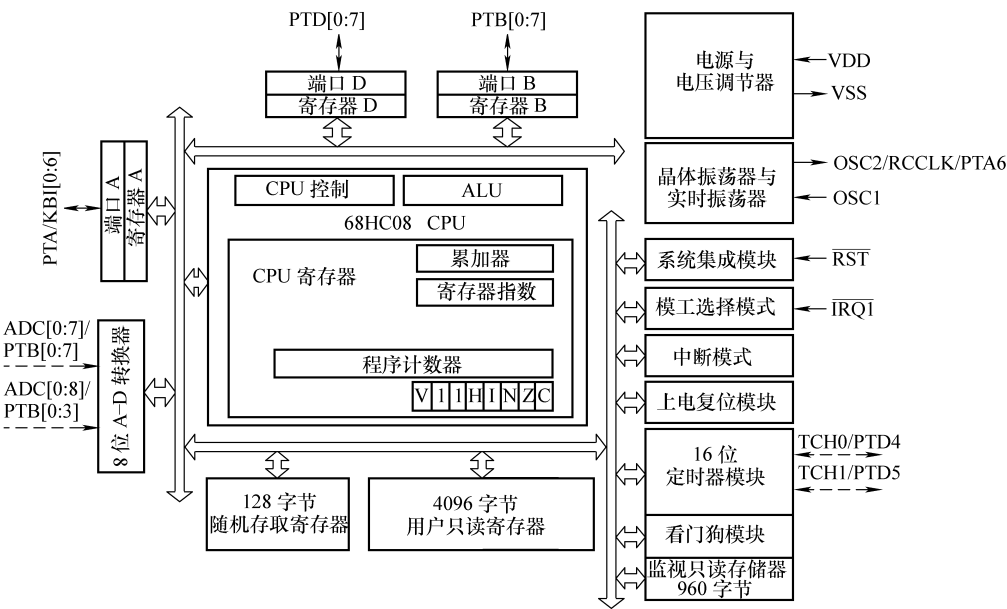 PTD[0:7]
PTB[0:7]
端口 D
寄存器 D
端口 B
寄存器 B
电源与
电压调节器
VDD
VSS
晶体振荡器与
实时振荡器
OSC2/RCCLK/PTA6
OSC1
PTA/KBI[0:6]
端口 A
寄存器 A
CPU 控制
ALU
68HC08 CPU
CPU 寄存器
累加器
寄存器指数
程序计数器
V 1 1 H I N Z C
系统集成模块
RST
模工选择模式
IRQ1
中断模式
上电复位模块
ADC[0:7]/
PTB[0:7]
ADC[0:8]/
PTB[0:3]
8 位 A–D 转换器
16 位
定时器模块
TCH0/PTD4
TCH1/PTD5
128 字节
随机存取寄存器
4096 字节
用户只读寄存器
看门狗模块
监视只读存储器
960 字节